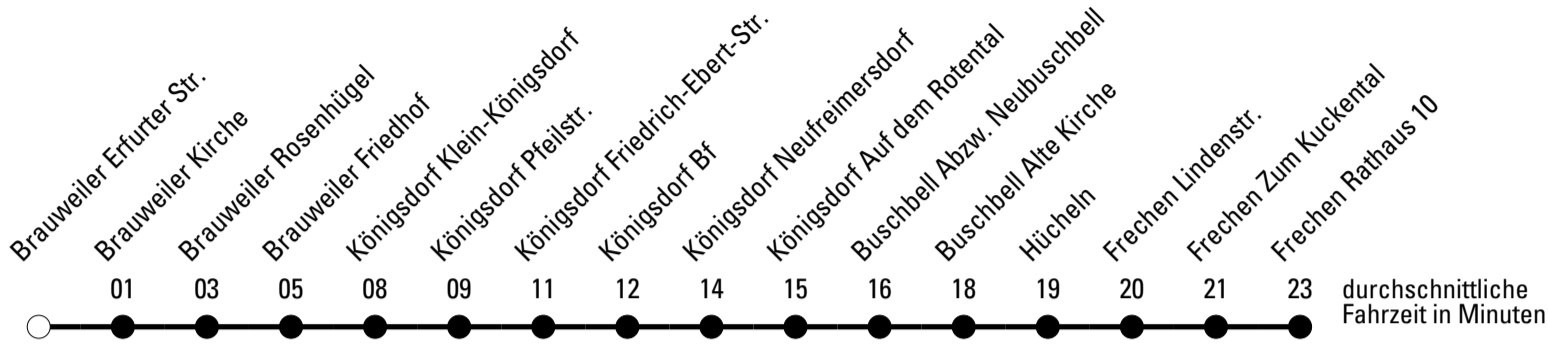 Brauweiler Erfurter Str.
Brauweiler Kirche
Brauweiler Rosenhügel
Brauweiler Friedhof
Königsdorf Klein-Königsdorf
Königsdorf Pfeilstr.
Königsdorf Friedrich-Ebert-Str.
Königsdorf Bf
Königsdorf Neufreimersdorf
Königsdorf Auf dem Rotental
Buschbell Abzw. Neubuschbell
Buschbell Alte Kirche
Hücheln
Frechen Lindenstr.
Frechen Zum Kuckental
Frechen Rathaus 10
01 03 05 08 09 11 12 14 15 16 18 19 20 21 23
durchschnittliche
Fahrzeit in Minuten